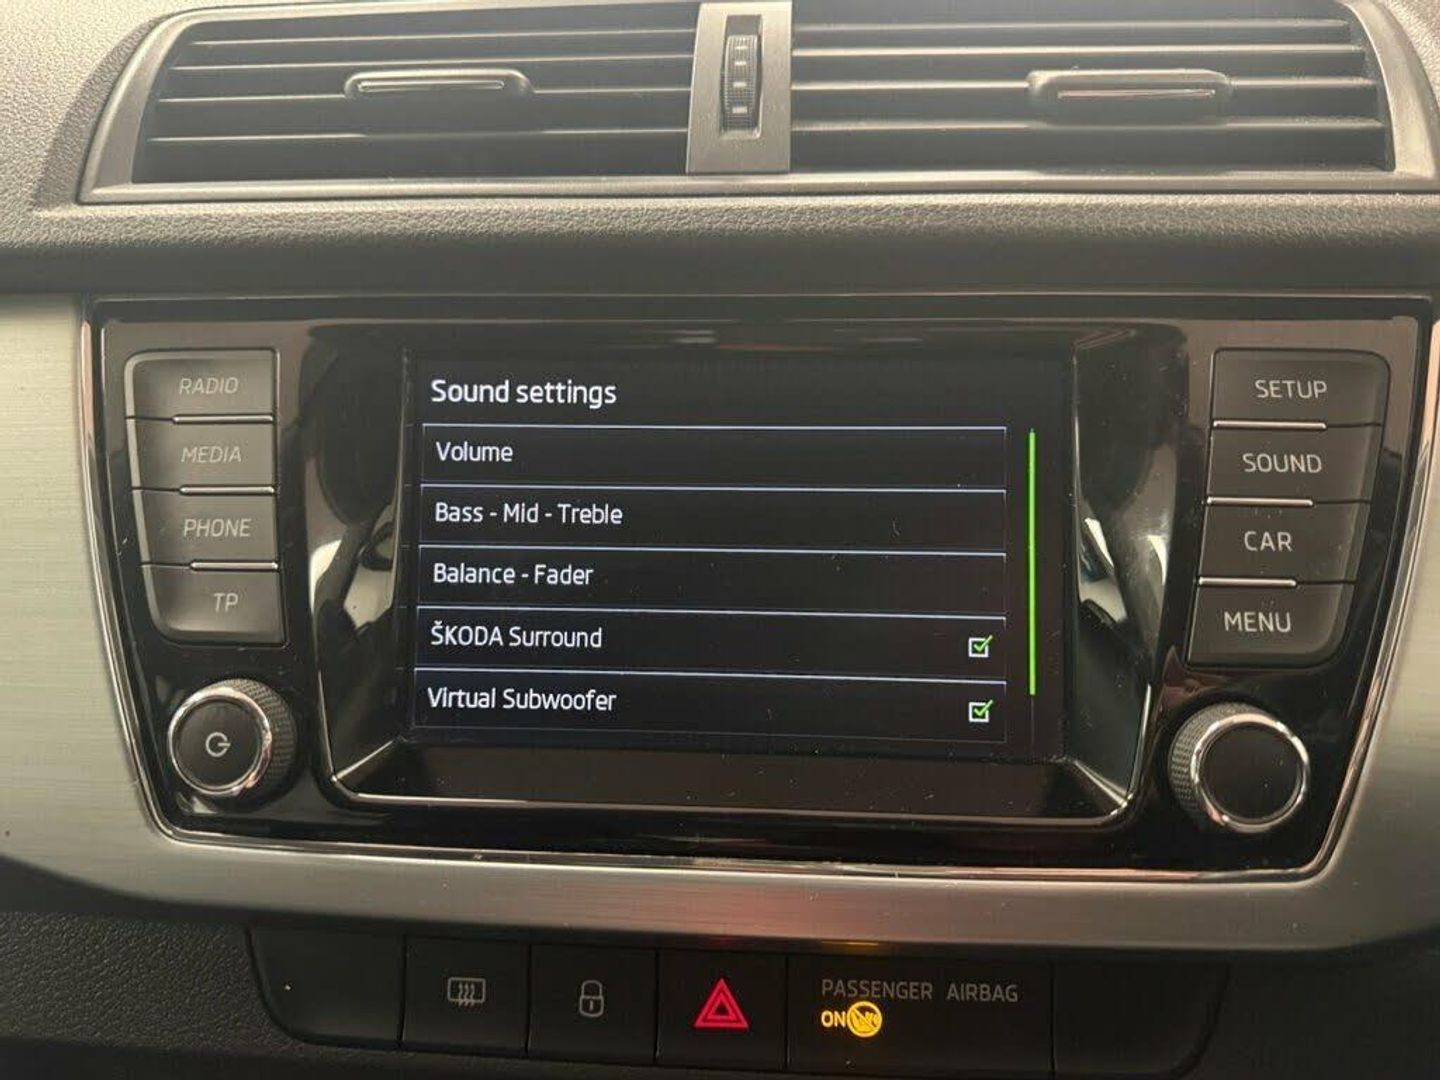 RADIO
MEDIA
PHONE
TP
Sound settings
Volume
Bass - Mid - Treble
Balance - Fader
ŠKODA Surround
Virtual Subwoofer
SETUP
SOUND
CAR
MENU
PASSENGER AIRBAG
ON